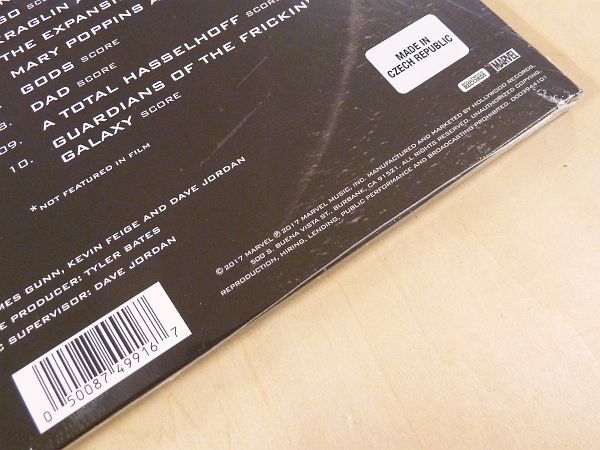 SCORE
THE EXPANSI
MARY POPPINS A
GODS SCORE
DAD SCORE
09. A TOTAL HASSELHOFF SCORE
10. GUARDIANS OF THE FRICKIN'
GALAXY SCORE
*NOT FEATURED IN FILM
MES GUNN, KEVIN FEIGE AND DAVE JORDAN
E PRODUCER: TYLER BATES
C SUPERVISOR: DAVE JORDAN
0 50087 49916 7
MADE IN
CZECH REPUBLIC
MARVEL
© 2017 MARVEL ℗ 2017 MARVEL MUSIC, INC. MANUFACTURED AND MARKETED BY HOLLYWOOD RECORDS,
500 S. BUENA VISTA ST., BURBANK, CA 91521. ALL RIGHTS RESERVED. UNAUTHORIZED COPYING,
REPRODUCTION, HIRING, LENDING, PUBLIC PERFORMANCE AND BROADCASTING PROHIBITED. D002544101